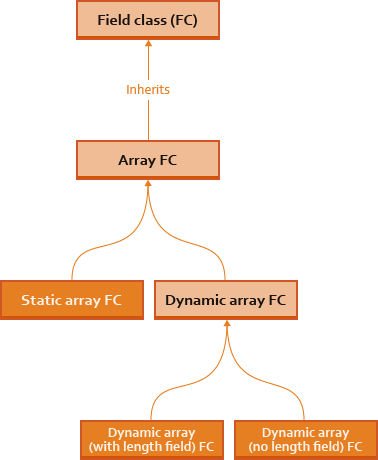 Field class (FC)
Inherits
Array FC
Static array FC
Dynamic array FC
Dynamic array
(with length field) FC
Dynamic array
(no length field) FC